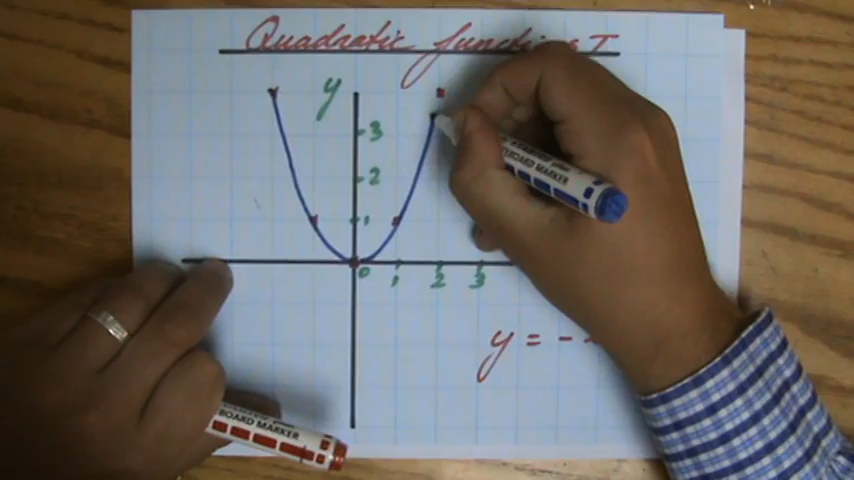 Quadratic functions I
y
3
2
1
0 1 2 3
y = -
BOARD MARKER
BOARD MARKER